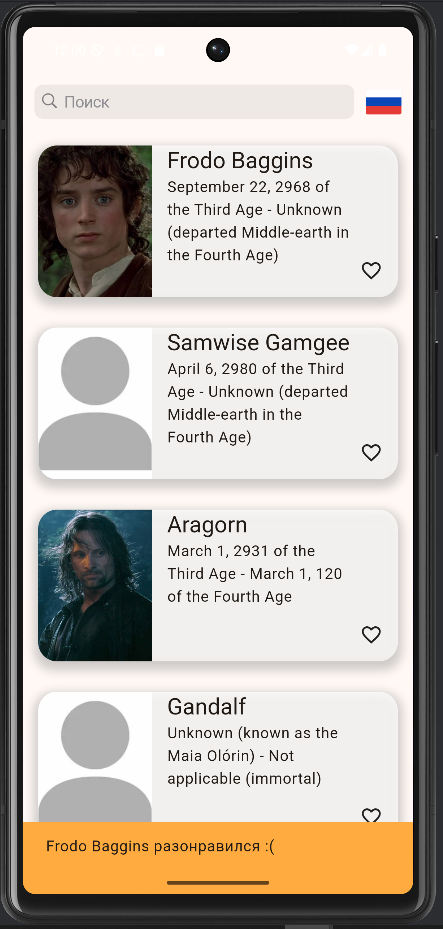 Поиск
Frodo Baggins
September 22, 2968 of
the Third Age - Unknown
(departed Middle-earth in
the Fourth Age)
Samwise Gamgee
April 6, 2980 of the Third
Age - Unknown (departed
Middle-earth in the
Fourth Age)
Aragorn
March 1, 2931 of the
Third Age - March 1, 120
of the Fourth Age
Gandalf
Unknown (known as the
Maia Olórin) - Not
applicable (immortal)
Frodo Baggins разонравился :(